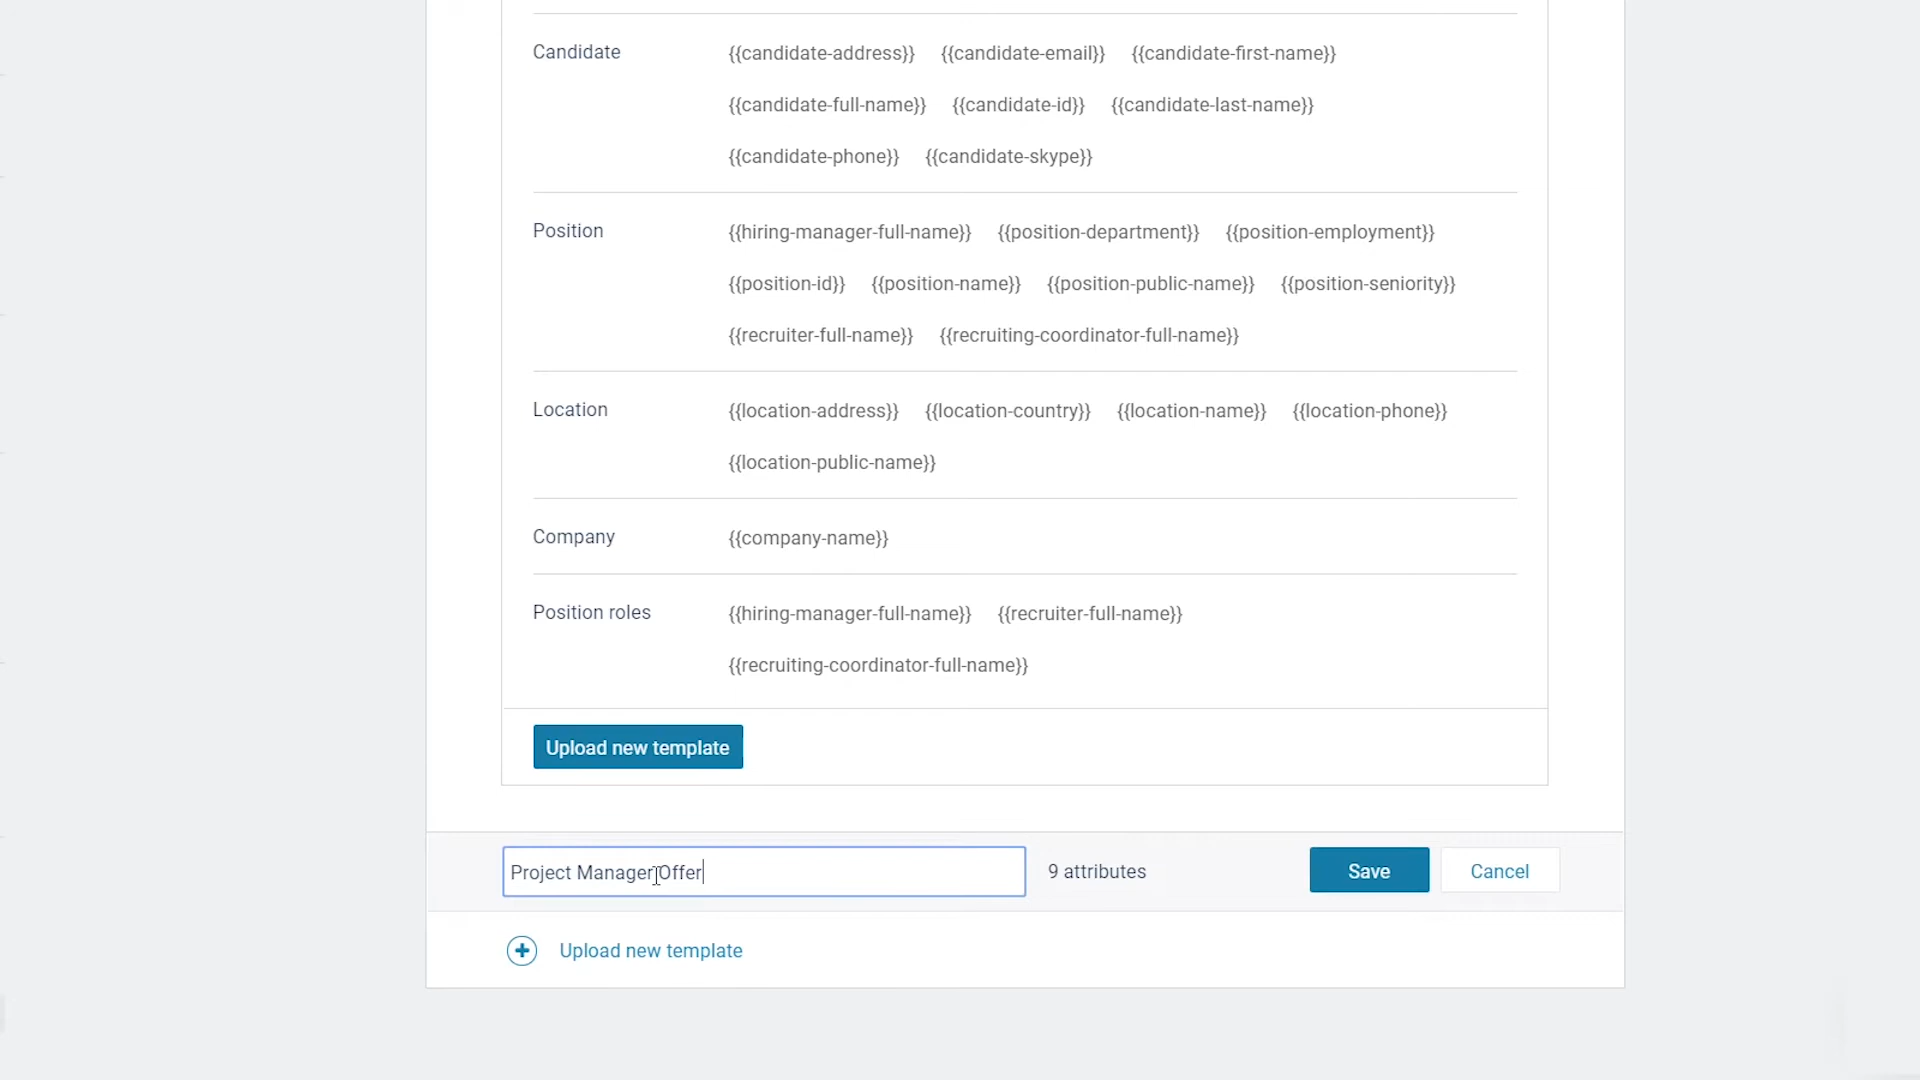 Candidate {{candidate-address}} {{candidate-email}} {{candidate-first-name}}
{{candidate-full-name}} {{candidate-id}} {{candidate-last-name}}
{{candidate-phone}} {{candidate-skype}}
Position {{hiring-manager-full-name}} {{position-department}} {{position-employment}}
{{position-id}} {{position-name}} {{position-public-name}} {{position-seniority}}
{{recruiter-full-name}} {{recruiting-coordinator-full-name}}
Location {{location-address}} {{location-country}} {{location-name}} {{location-phone}}
{{location-public-name}}
Company {{company-name}}
Position roles {{hiring-manager-full-name}} {{recruiter-full-name}}
{{recruiting-coordinator-full-name}}
Upload new template
Project Manager Offer 9 attributes Save Cancel
Upload new template